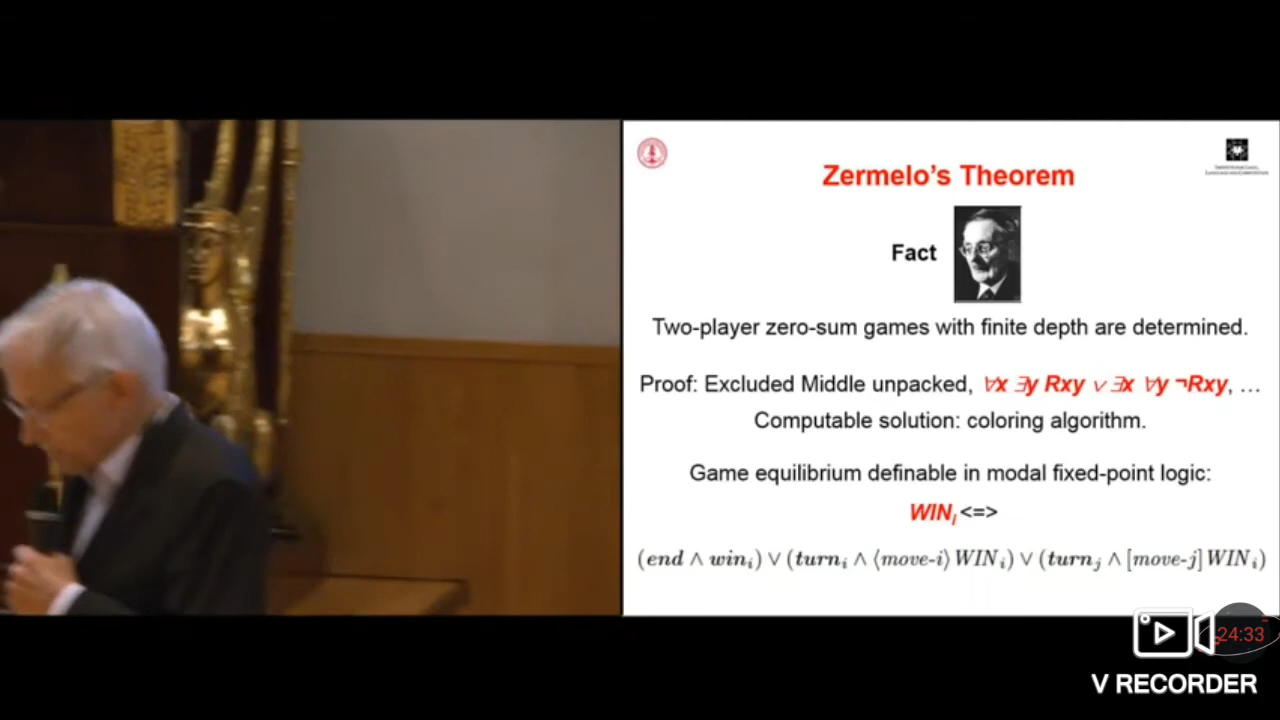 Zermelo's Theorem
Fact
Two-player zero-sum games with finite depth are determined.
Proof: Excluded Middle unpacked, ∀x ∃y Rxy ∨ ∃x ∀y ¬Rxy, …
Computable solution: coloring algorithm.
Game equilibrium definable in modal fixed-point logic:
WINᵢ <=>
(end ∧ winᵢ) ∨ (turnᵢ ∧ ⟨move-i⟩ WINᵢ) ∨ (turnⱼ ∧ [move-j] WINᵢ)
24:33
V RECORDER